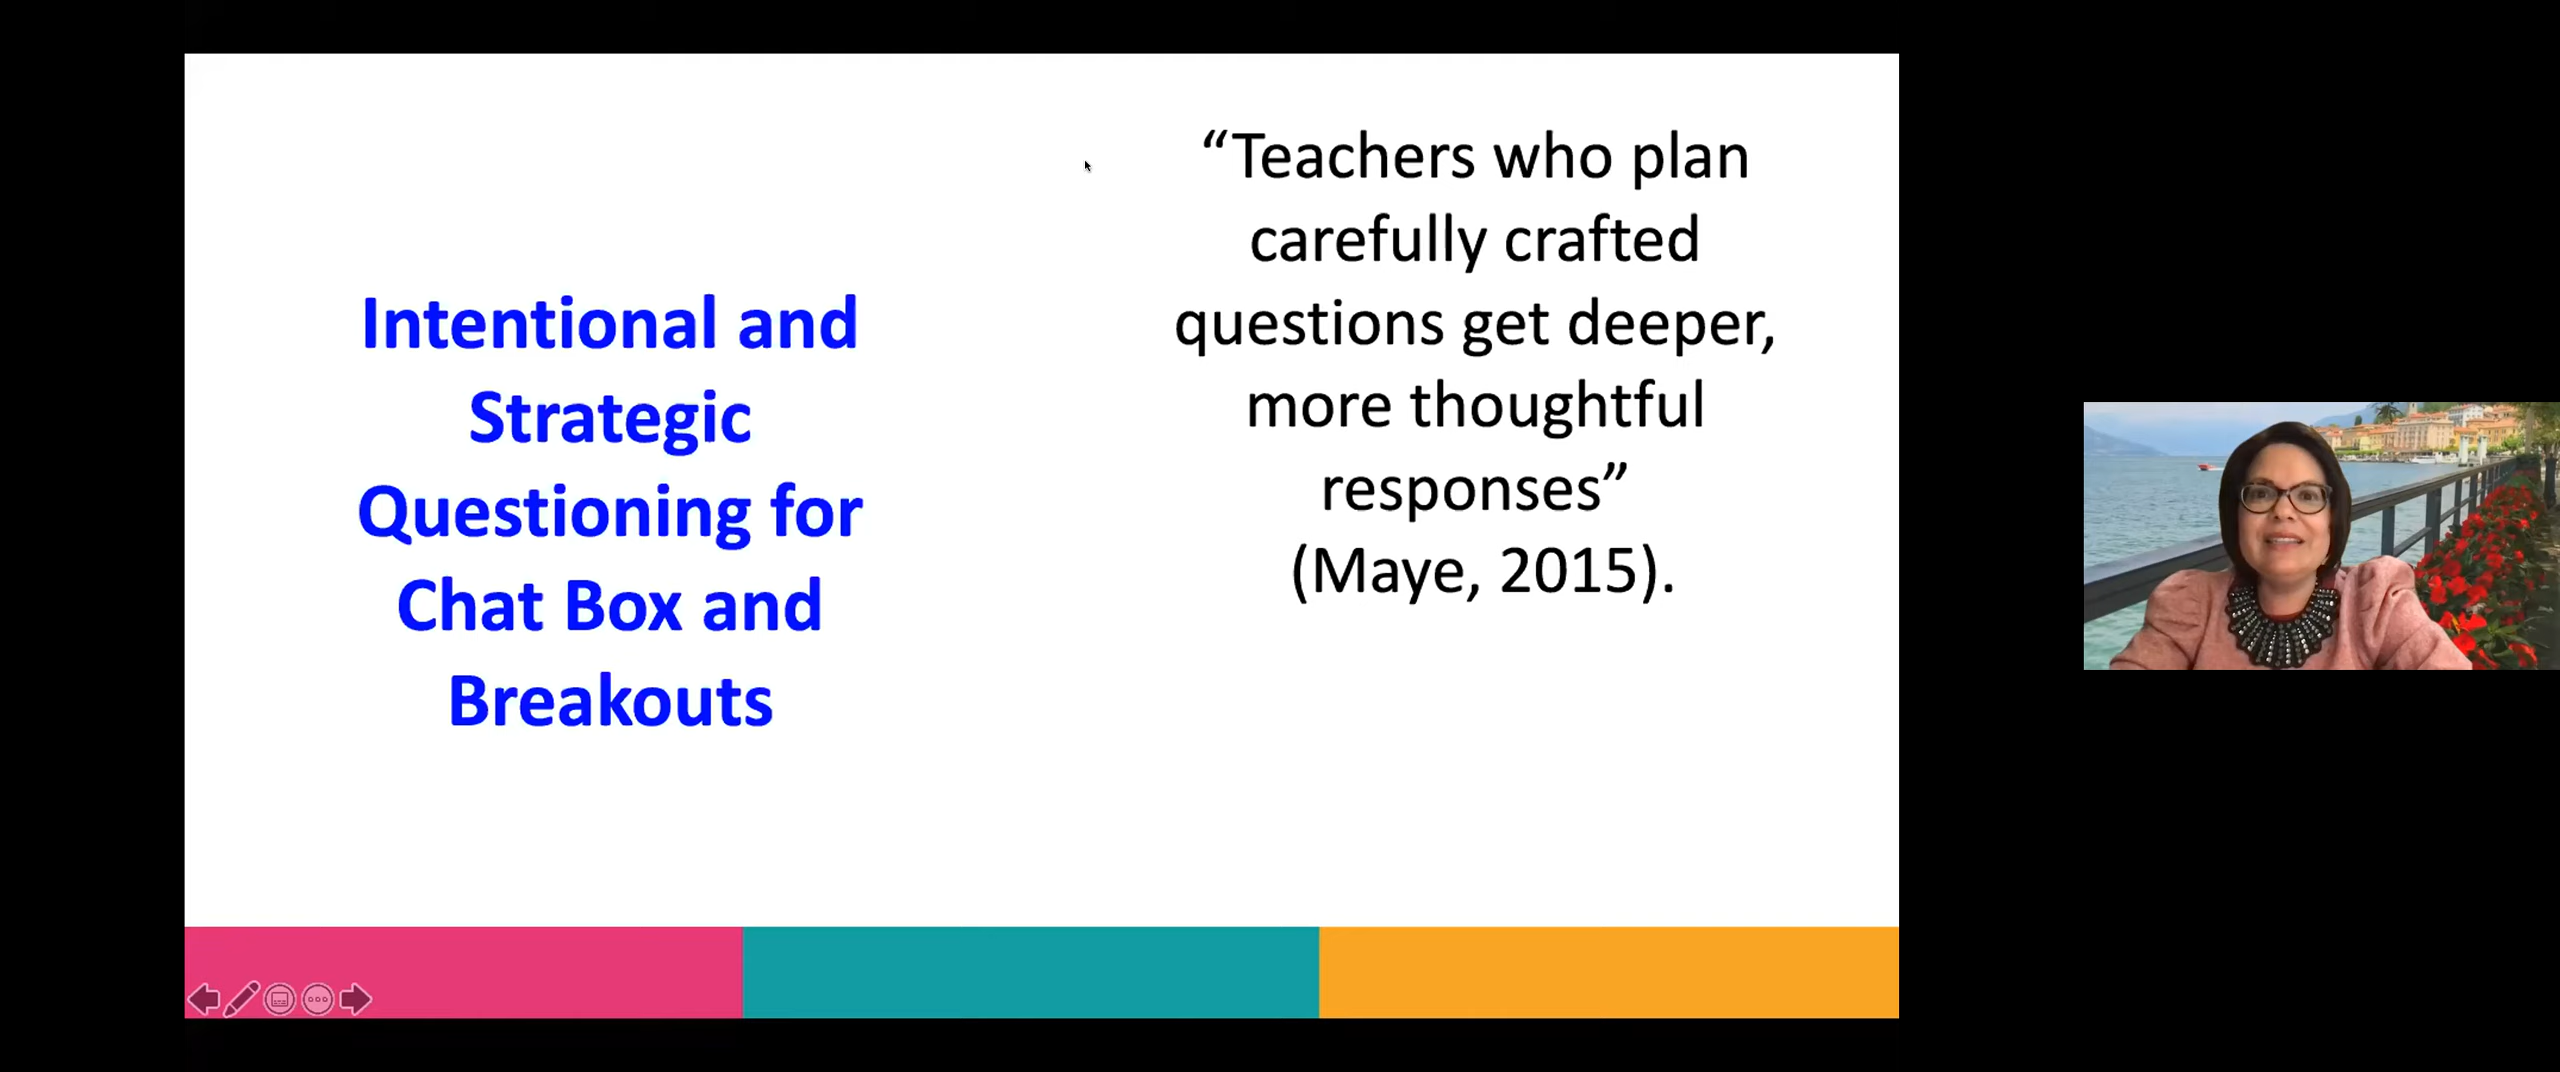 Intentional and
Strategic
Questioning for
Chat Box and
Breakouts
“Teachers who plan
carefully crafted
questions get deeper,
more thoughtful
responses”
(Maye, 2015).